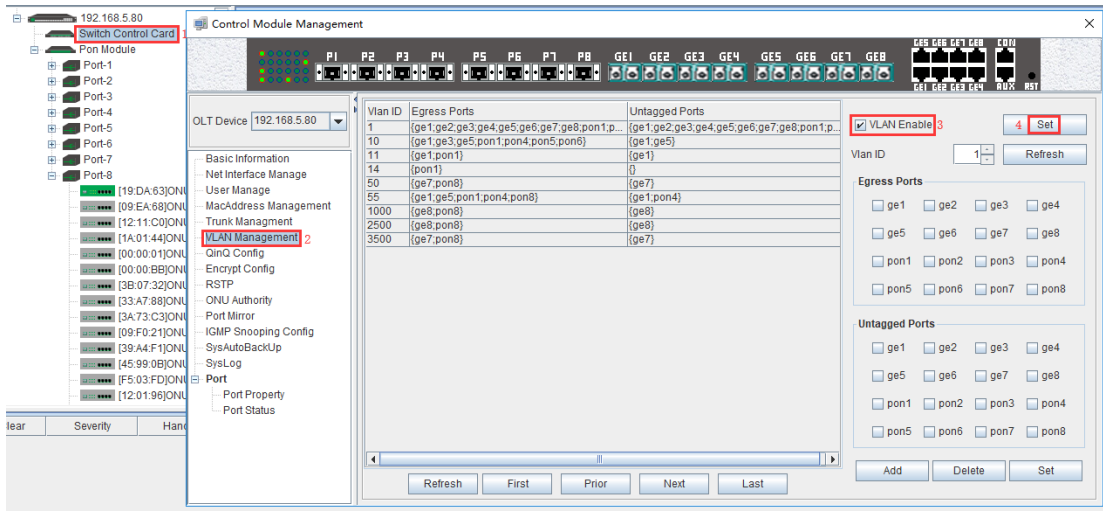 192.168.5.80
Switch Control Card 1
Pon Module
Port-1
Port-2
Port-3
Port-4
Port-5
Port-6
Port-7
Port-8
[19:DA:63]ONU
[09:EA:68]ONU
[12:11:C0]ONU
[1A:01:44]ONU
[00:00:01]ONU
[00:00:BB]ONU
[3B:07:32]ONU
[33:A7:88]ONU
[3A:73:C3]ONU
[09:F0:21]ONU
[39:A4:F1]ONU
[45:99:0B]ONU
[F5:03:FD]ONU
[12:01:96]ONU
lear Severity Hand
Control Module Management
P1 P2 P3 P4 P5 P6 P7 P8 GE1 GE2 GE3 GE4 GE5 GE6 GE7 GE8
GE5 GE6 GE7 GE8 CON
GE1 GE2 GE3 GE4 AUX RST
OLT Device 192.168.5.80
Basic Information
Net Interface Manage
User Manage
MacAddress Management
Trunk Managment
VLAN Management 2
QinQ Config
Encrypt Config
RSTP
ONU Authority
Port Mirror
IGMP Snooping Config
SysAutoBackUp
SysLog
Port
Port Property
Port Status
Vlan ID Egress Ports Untagged Ports
1 {ge1;ge2;ge3;ge4;ge5;ge6;ge7;ge8;pon1;p... {ge1;ge2;ge3;ge4;ge5;ge6;ge7;ge8;pon1;p...
10 {ge1;ge3;ge5;pon1;pon4;pon5;pon6} {ge1;ge5}
11 {ge1;pon1} {ge1}
14 {pon1} {}
50 {ge7;pon8} {ge7}
55 {ge1;ge5;pon1;pon4;pon8} {ge1;pon4}
1000 {ge8;pon8} {ge8}
2500 {ge8;pon8} {ge8}
3500 {ge7;pon8} {ge7}
Refresh First Prior Next Last
VLAN Enable 3 4 Set
Vlan ID 1 Refresh
Egress Ports
ge1 ge2 ge3 ge4
ge5 ge6 ge7 ge8
pon1 pon2 pon3 pon4
pon5 pon6 pon7 pon8
Untagged Ports
ge1 ge2 ge3 ge4
ge5 ge6 ge7 ge8
pon1 pon2 pon3 pon4
pon5 pon6 pon7 pon8
Add Delete Set